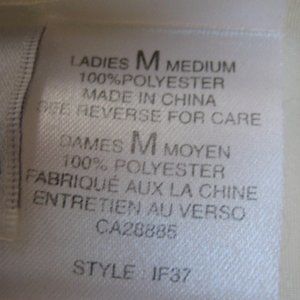 LADIES M MEDIUM
100%POLYESTER
MADE IN CHINA
SEE REVERSE FOR CARE
DAMES M MOYEN
100% POLYESTER
FABRIQUÉ AUX LA CHINE
ENTRETIEN AU VERSO
CA28885
STYLE : IF37